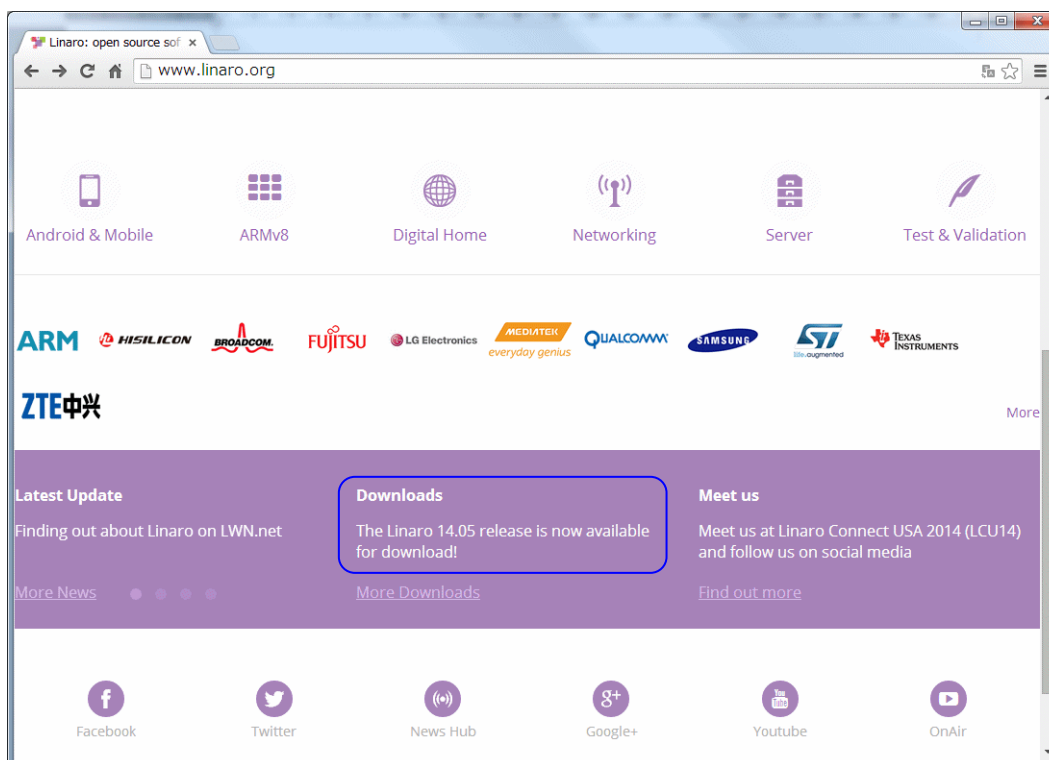 Linaro: open source sof
www.linaro.org
Android & Mobile
ARMv8
Digital Home
Networking
Server
Test & Validation
ARM
HISILICON
BROADCOM.
FUJITSU
LG Electronics
MEDIATEK
everyday genius
QUALCOMM
SAMSUNG
ST
life.augmented
TEXAS
INSTRUMENTS
ZTE中兴
More
Latest Update
Finding out about Linaro on LWN.net
More News
Downloads
The Linaro 14.05 release is now available
for download!
More Downloads
Meet us
Meet us at Linaro Connect USA 2014 (LCU14)
and follow us on social media
Find out more
f
Facebook
Twitter
News Hub
g+
Google+
You
Tube
Youtube
OnAir